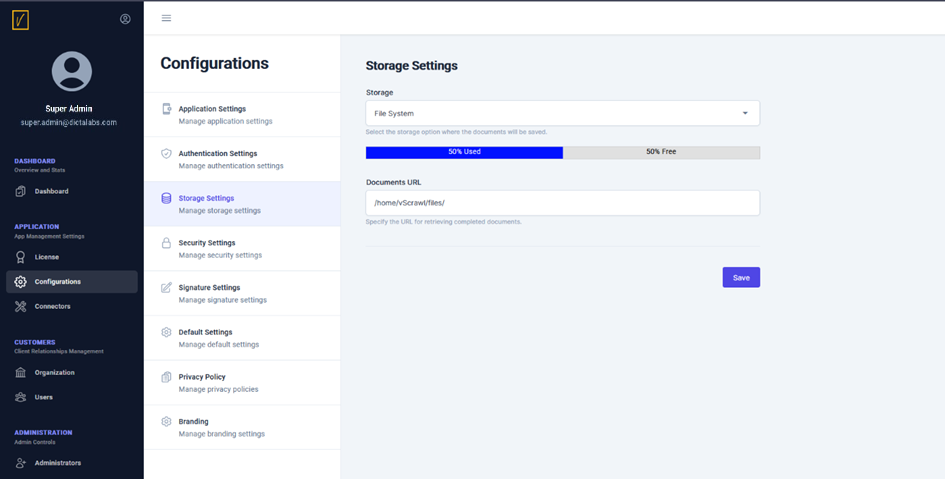 Super Admin
super.admin@dictalabs.com
DASHBOARD
Overview and Stats
Dashboard
APPLICATION
App Management Settings
License
Configurations
Connectors
CUSTOMERS
Client Relationships Management
Organization
Users
ADMINISTRATION
Admin Controls
Administrators
Configurations
Application Settings
Manage application settings
Authentication Settings
Manage authentication settings
Storage Settings
Manage storage settings
Security Settings
Manage security settings
Signature Settings
Manage signature settings
Default Settings
Manage default settings
Privacy Policy
Manage privacy policies
Branding
Manage branding settings
Storage Settings
Storage
File System
Select the storage option where the documents will be saved.
50% Used
50% Free
Documents URL
/home/vScrawl/files/
Specify the URL for retrieving completed documents.
Save